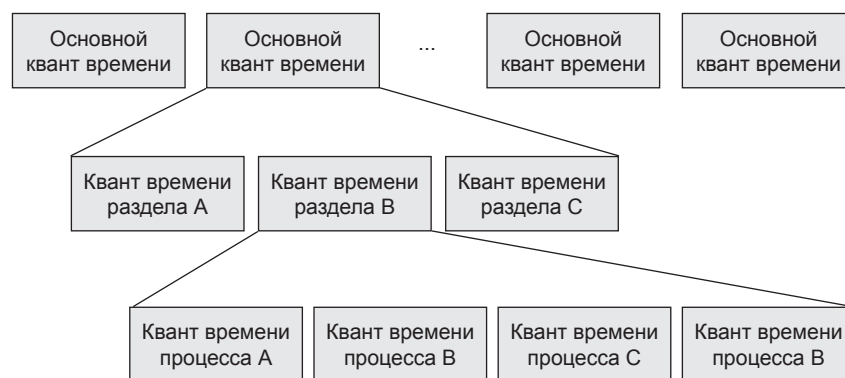 Основной
квант времени
Основной
квант времени
...
Основной
квант времени
Основной
квант времени
Квант времени
раздела A
Квант времени
раздела B
Квант времени
раздела C
Квант времени
процесса A
Квант времени
процесса B
Квант времени
процесса C
Квант времени
процесса B